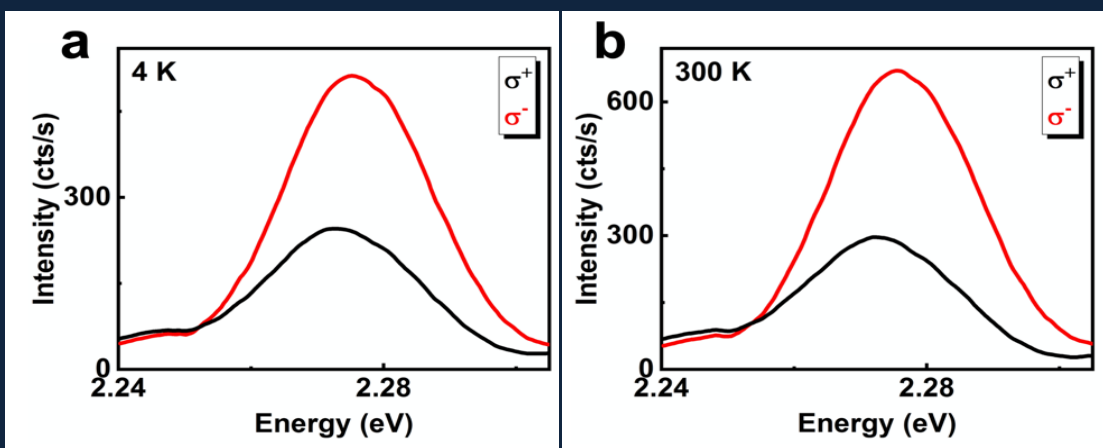 a
4 K
σ⁺
σ⁻
Intensity (cts/s)
300
0
2.24
2.28
Energy (eV)
b
300 K
σ⁺
σ⁻
Intensity (cts/s)
600
300
0
2.24
2.28
Energy (eV)